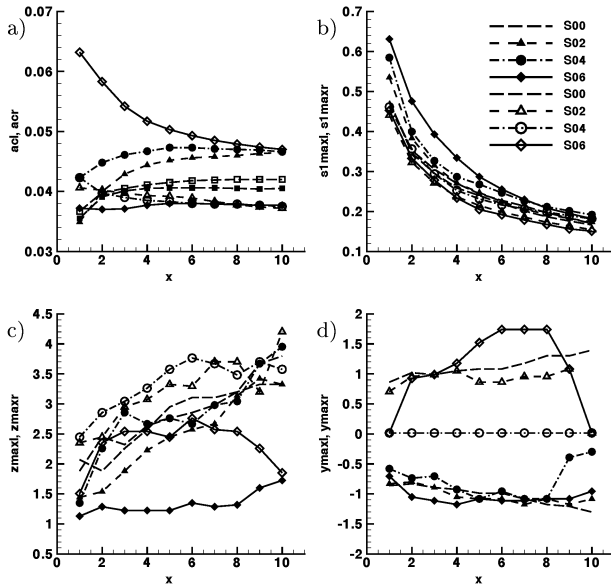 a)
0.07
0.06
0.05
0.04
0.03
acl, acr
0 2 4 6 8 10
x
b)
0.7
0.6
0.5
0.4
0.3
0.2
0.1
s1maxl, s1maxr
0 2 4 6 8 10
x
S00
S02
S04
S06
S00
S02
S04
S06
c)
4.5
4
3.5
3
2.5
2
1.5
1
0.5
zmaxl, zmaxr
0 2 4 6 8 10
x
d)
2
1.5
1
0.5
0
-0.5
-1
-1.5
-2
ymaxl, ymaxr
0 2 4 6 8 10
x